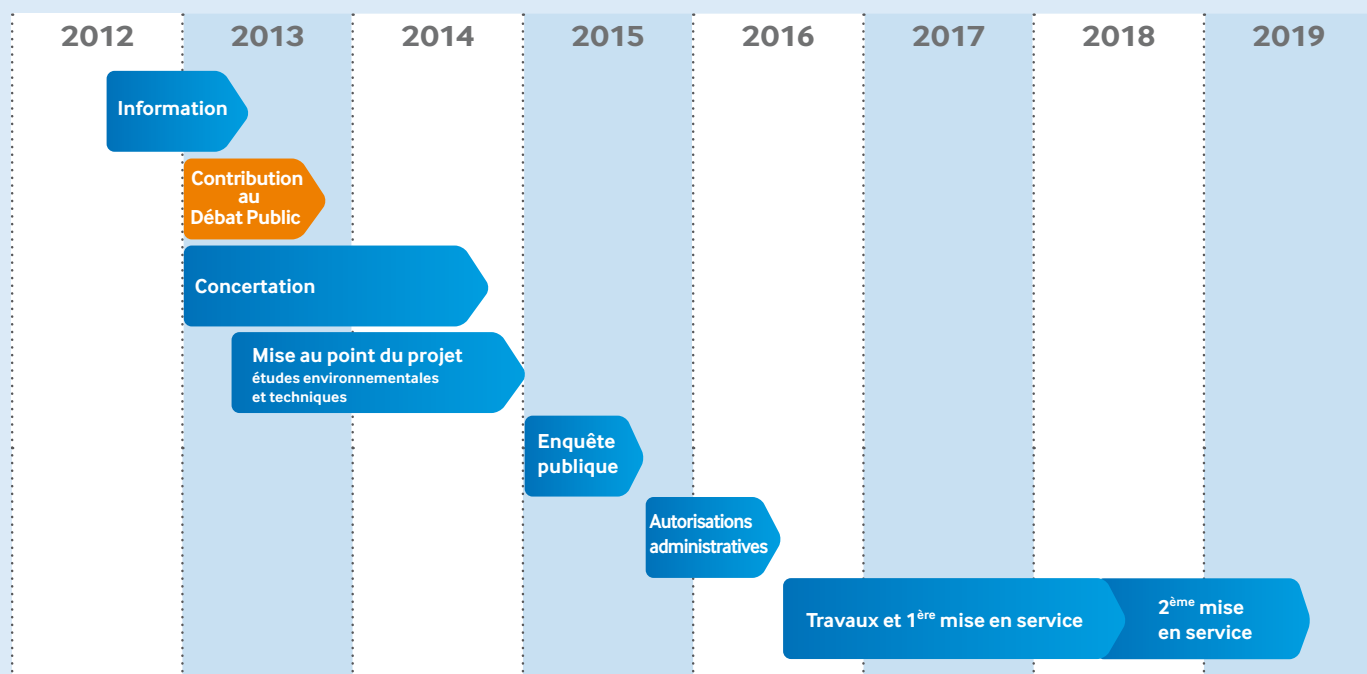 2012 2013 2014 2015 2016 2017 2018 2019
Information
Contribution
au
Débat Public
Concertation
Mise au point du projet
études environnementales
et techniques
Enquête
publique
Autorisations
administratives
Travaux et 1ère mise en service
2ème mise
en service